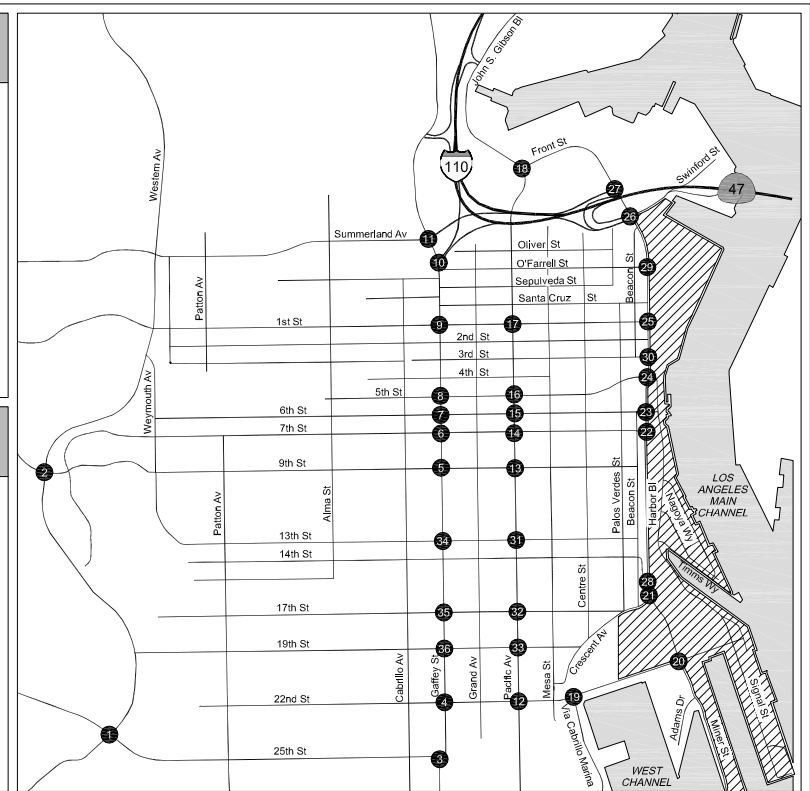 John S. Gibson Bl
Western Av
110
18
Front St
27
Swinford St
47
26
Summerland Av
11
Oliver St
10
O'Farrell St
29
Beacon St
Sepulveda St
Patton Av
Santa Cruz St
1st St
9
17
25
2nd St
3rd St
30
4th St
24
Weymouth Av
5th St
8
16
6th St
7
15
23
7th St
6
14
22
2
9th St
5
13
LOS
ANGELES
MAIN
CHANNEL
Patton Av
Alma St
Palos Verdes St
Beacon St
Harbor Bl
Nagoya Wy
13th St
34
31
14th St
Timms Wy
28
21
Centre St
17th St
35
32
19th St
36
33
Crescent Av
20
Cabrillo Av
Gaffey St
Grand Av
Pacific Av
Mesa St
22nd St
4
12
19
Via Cabrillo Marina
Adams Dr
Miner St
Signal St
1
25th St
3
WEST
CHANNEL